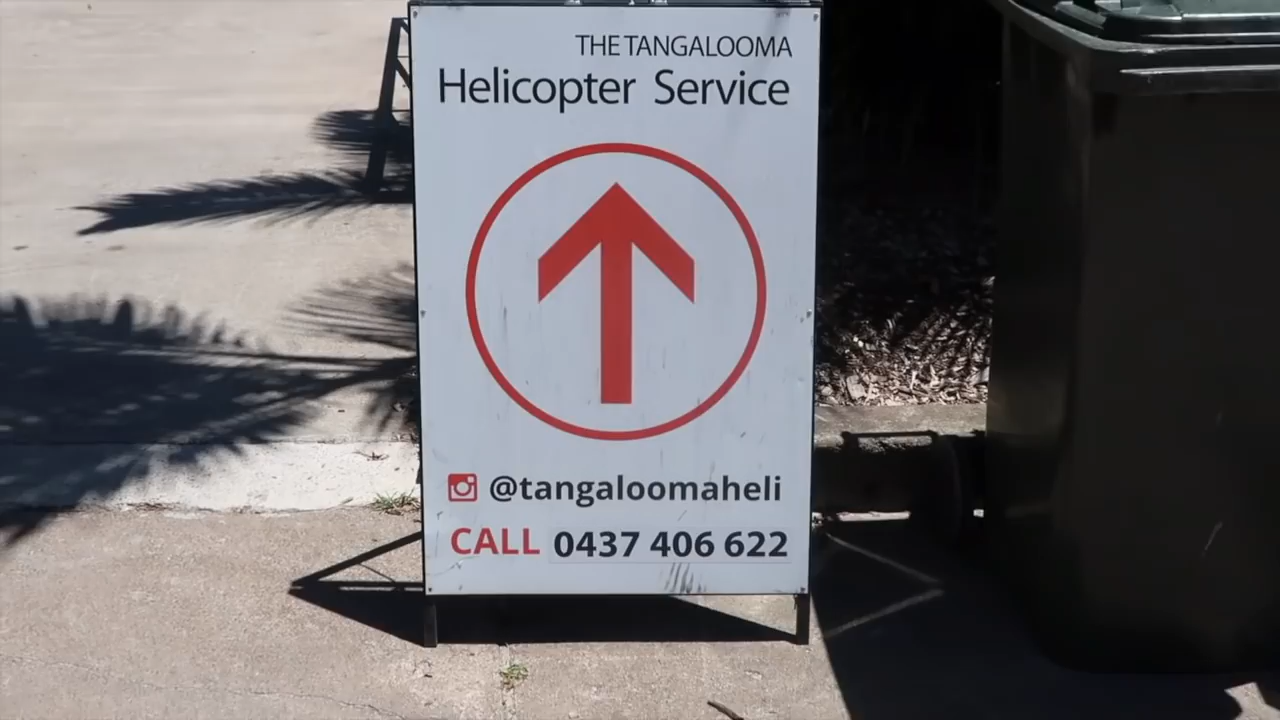 THE TANGALOOMA
Helicopter Service
@tangaloomaheli
CALL 0437 406 622